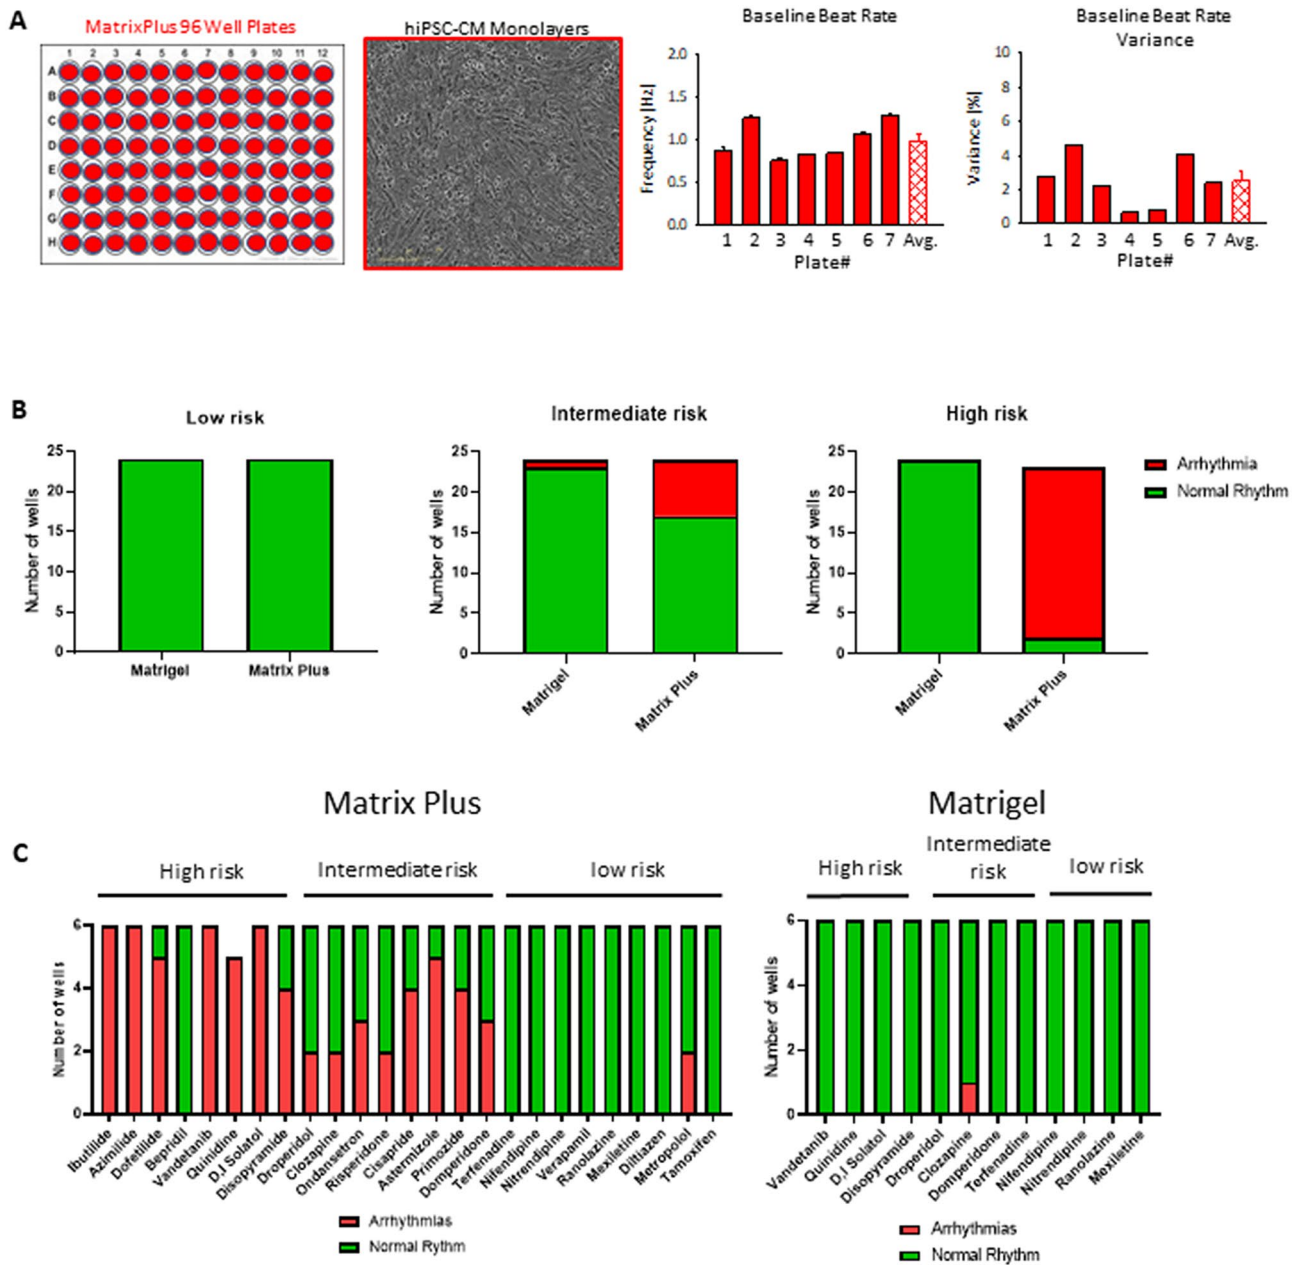 A
MatrixPlus 96 Well Plates
1 2 3 4 5 6 7 8 9 10 11 12
A
B
C
D
E
F
G
H
hiPSC-CM Monolayers
Baseline Beat Rate
Frequency [Hz]
2.0
1.5
1.0
0.5
0.0
1 2 3 4 5 6 7 Avg.
Plate#
Baseline Beat Rate
Variance
Variance [%]
10
8
6
4
2
0
1 2 3 4 5 6 7 Avg.
Plate#
B
Low risk
Number of wells
25
20
15
10
5
0
Matrigel
Matrix Plus
Intermediate risk
Number of wells
25
20
15
10
5
0
Matrigel
Matrix Plus
High risk
Number of wells
25
20
15
10
5
0
Matrigel
Matrix Plus
Arrhythmia
Normal Rhythm
C
Matrix Plus
High risk
Intermediate risk
low risk
Number of wells
6
4
2
0
Ibutilide
Azimilide
Dofetilide
Bepridil
Vandetanib
Quinidine
D,l Solatol
Disopyramide
Droperidol
Clozapine
Ondansetron
Risperidone
Cisapride
Astemizole
Primozide
Domperidone
Terfenadine
Nifendipine
Nitrendipine
Verapamil
Ranolazine
Mexiletine
Diltiazen
Metropolol
Tamoxifen
Arrhythmias
Normal Rythm
Matrigel
High risk
Intermediate
risk
low risk
Number of wells
6
4
2
0
Vandetanib
Quinidine
D,l Solatol
Disopyramide
Droperidol
Clozapine
Domperidone
Terfenadine
Nifendipine
Nitrendipine
Ranolazine
Mexiletine
Arrhythmias
Normal Rhythm